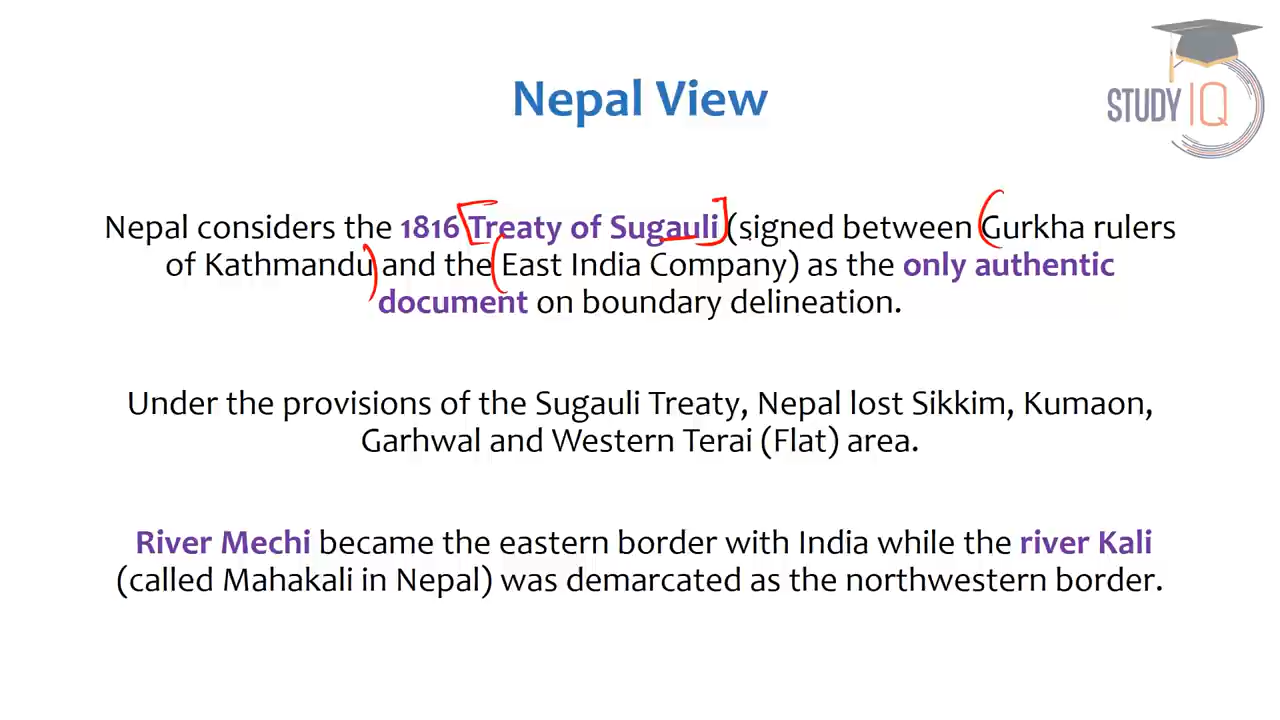 STUDY IQ
Nepal View
Nepal considers the 1816 Treaty of Sugauli (signed between Gurkha rulers
of Kathmandu and the East India Company) as the only authentic
document on boundary delineation.
Under the provisions of the Sugauli Treaty, Nepal lost Sikkim, Kumaon,
Garhwal and Western Terai (Flat) area.
River Mechi became the eastern border with India while the river Kali
(called Mahakali in Nepal) was demarcated as the northwestern border.